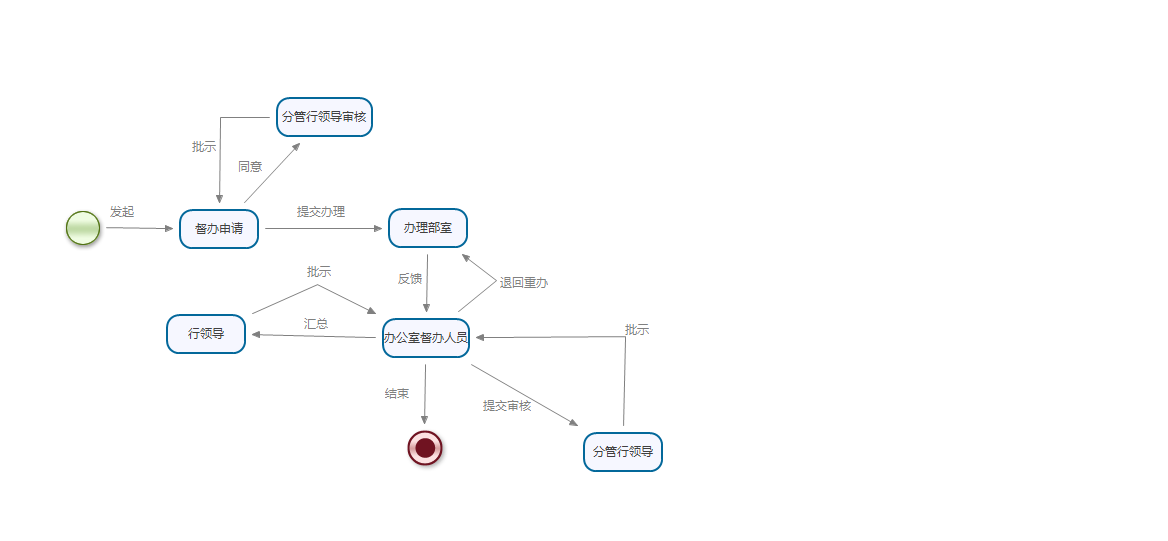 分管行领导审核
批示
同意
发起
提交办理
督办申请
办理部室
批示
反馈
退回重办
行领导
汇总
办公室督办人员
批示
结束
提交审核
分管行领导